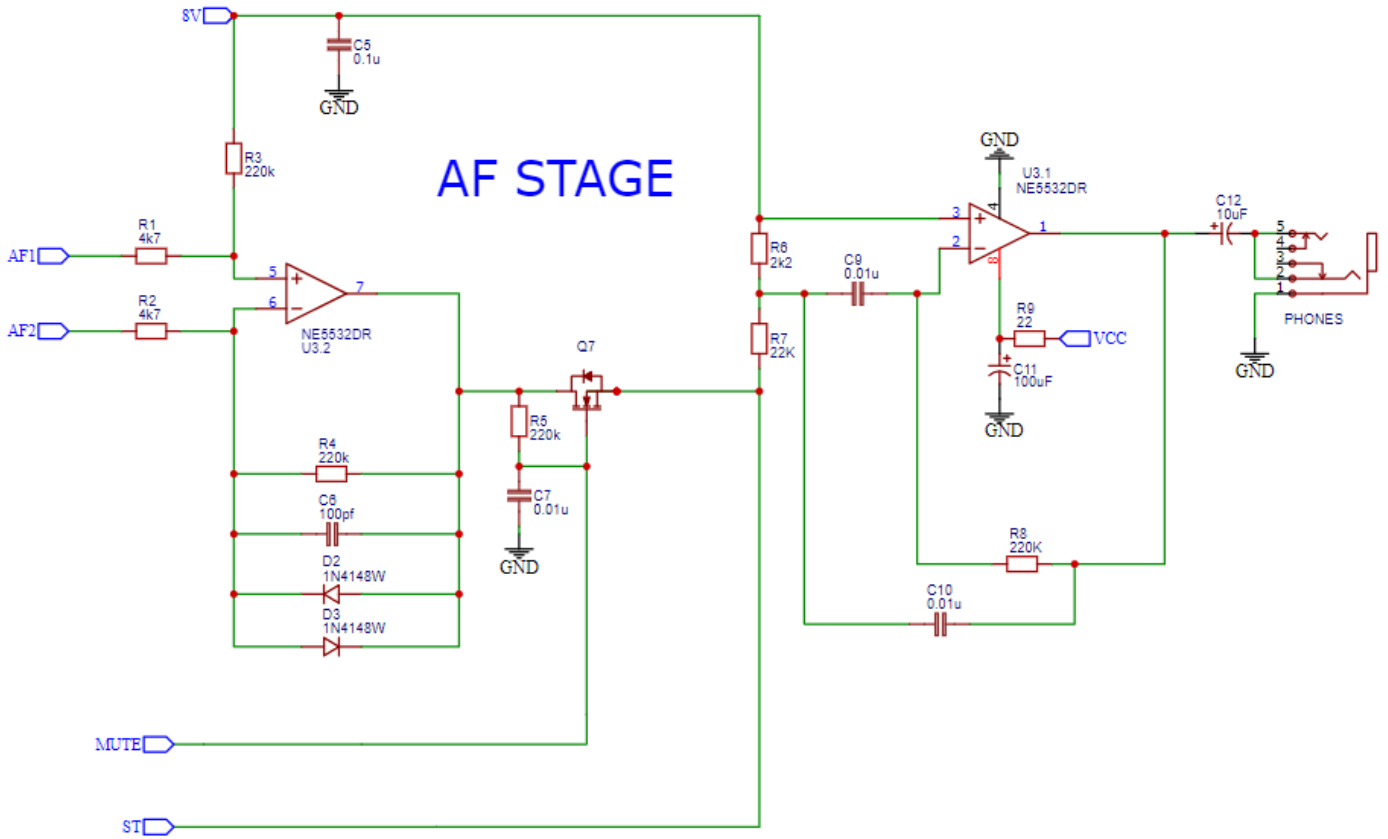 8V
C5
0.1u
GND
R3
220k
AF STAGE
GND
4
U3.1
NE5532DR
R1
4k7
AF1
R2
4k7
AF2
5
6
7
NE5532DR
U3.2
3
2
1
8
R6
2k2
C9
0.01u
R7
22K
R9
22
VCC
C11
100uF
GND
C12
10uF
5
4
3
2
1
PHONES
GND
Q7
R5
220k
C7
0.01u
GND
R4
220k
C6
100pf
D2
1N4148W
D3
1N4148W
R8
220K
C10
0.01u
MUTE
ST